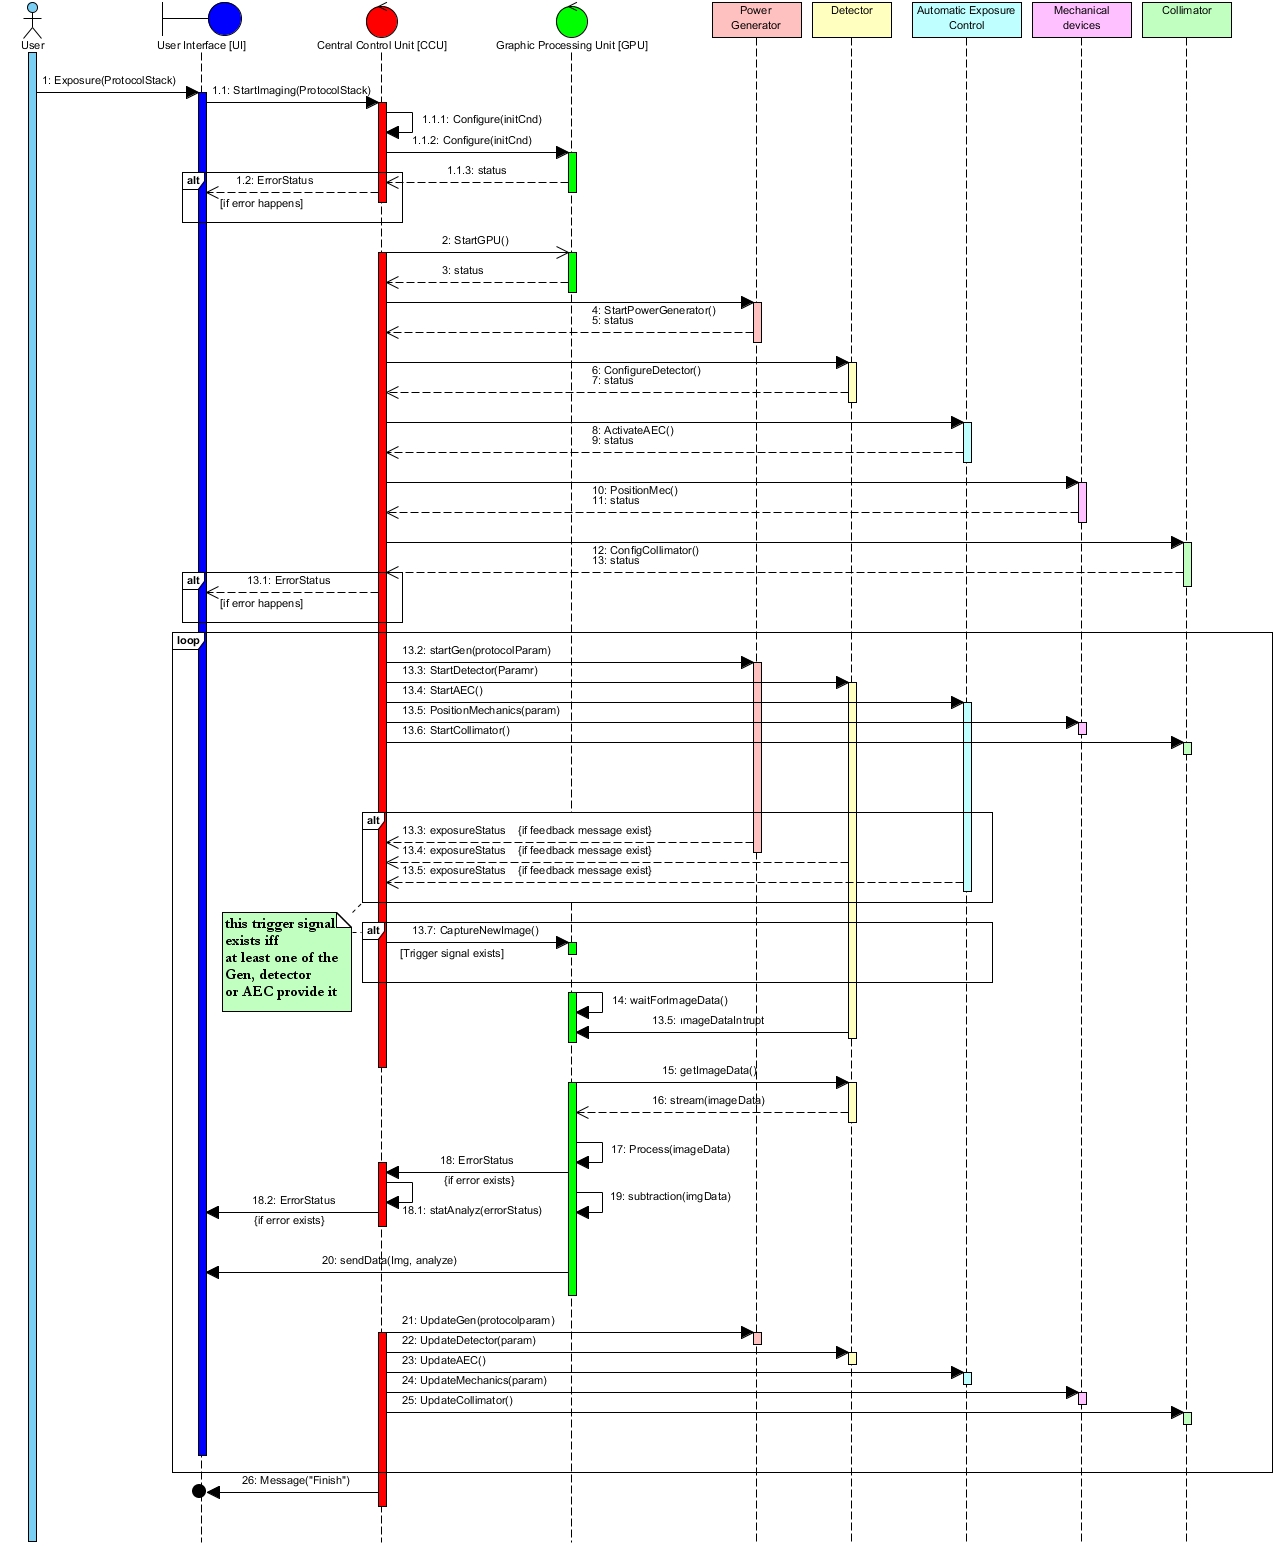 User
User Interface [UI]
Central Control Unit [CCU]
Graphic Processing Unit [GPU]
Power
Generator
Detector
Automatic Exposure
Control
Mechanical
devices
Collimator
1: Exposure(ProtocolStack)
1.1: StartImaging(ProtocolStack)
1.1.1: Configure(initCnd)
1.1.2: Configure(initCnd)
1.1.3: status
alt
1.2: ErrorStatus
[if error happens]
2: StartGPU()
3: status
4: StartPowerGenerator()
5: status
6: ConfigureDetector()
7: status
8: ActivateAEC()
9: status
10: PositionMec()
11: status
12: ConfigCollimator()
13: status
alt
13.1: ErrorStatus
[if error happens]
loop
13.2: startGen(protocolParam)
13.3: StartDetector(Paramr)
13.4: StartAEC()
13.5: PositionMechanics(param)
13.6: StartCollimator()
alt
13.3: exposureStatus {if feedback message exist}
13.4: exposureStatus {if feedback message exist}
13.5: exposureStatus {if feedback message exist}
this trigger signal
exists iff
at least one of the
Gen, detector
or AEC provide it
alt
13.7: CaptureNewImage()
[Trigger signal exists]
14: waitForImageData()
13.5: imageDataIntrupt
15: getImageData()
16: stream(imageData)
17: Process(imageData)
18: ErrorStatus
{if error exists}
19: subtraction(imgData)
18.2: ErrorStatus
18.1: statAnalyz(errorStatus)
{if error exists}
20: sendData(Img, analyze)
21: UpdateGen(protocolparam)
22: UpdateDetector(param)
23: UpdateAEC()
24: UpdateMechanics(param)
25: UpdateCollimator()
26: Message("Finish")